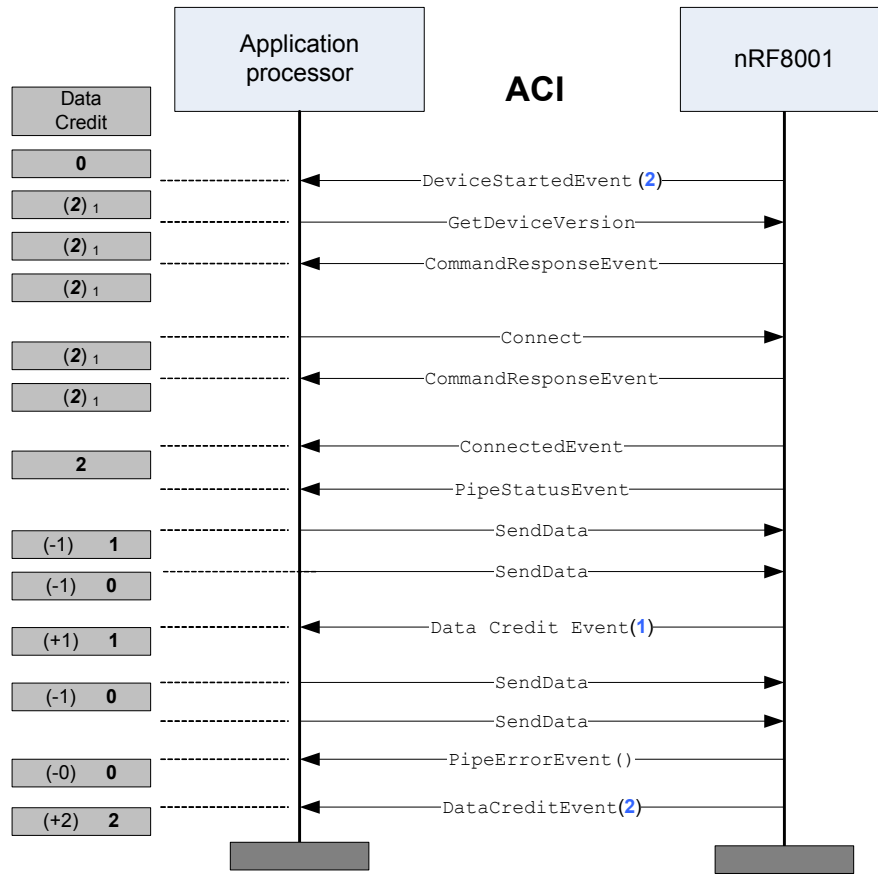 Application
processor
ACI
nRF8001
Data
Credit
0
DeviceStartedEvent (2)
(2) 1
GetDeviceVersion
(2) 1
CommandResponseEvent
(2) 1
Connect
(2) 1
CommandResponseEvent
(2) 1
ConnectedEvent
2
PipeStatusEvent
SendData
(-1) 1
SendData
(-1) 0
Data Credit Event(1)
(+1) 1
SendData
(-1) 0
SendData
PipeErrorEvent()
(-0) 0
DataCreditEvent(2)
(+2) 2